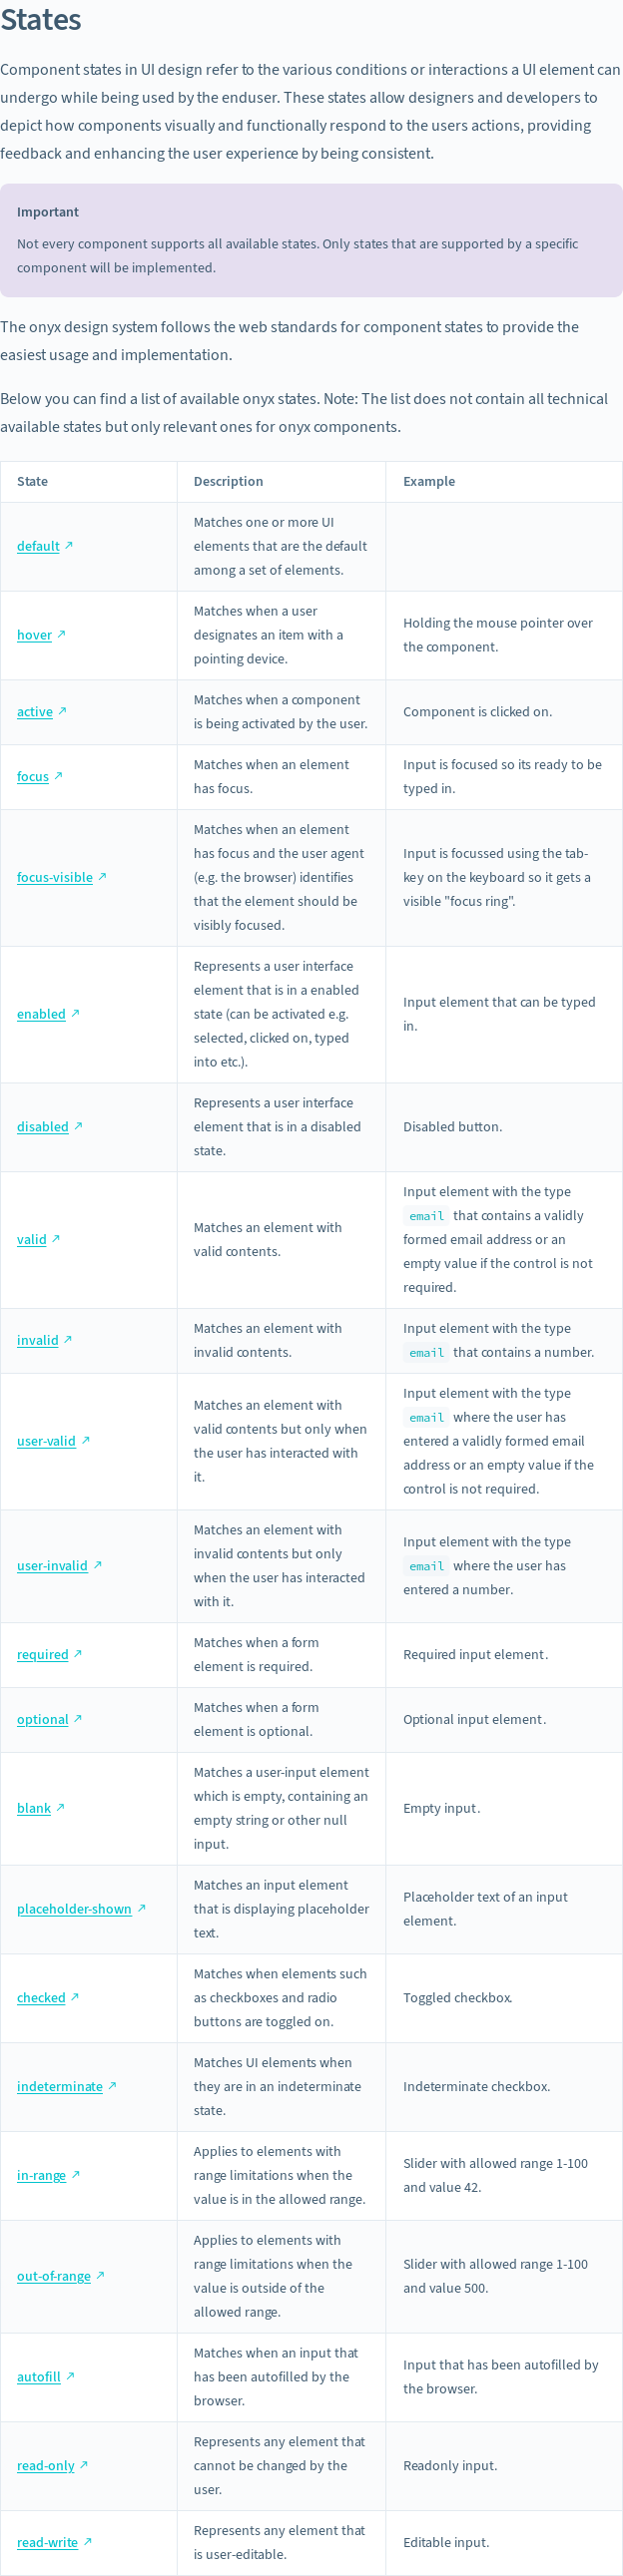 States
Component states in UI design refer to the various conditions or interactions a UI element can
undergo while being used by the enduser. These states allow designers and developers to
depict how components visually and functionally respond to the users actions, providing
feedback and enhancing the user experience by being consistent.
Important
Not every component supports all available states. Only states that are supported by a specific
component will be implemented.
The onyx design system follows the web standards for component states to provide the
easiest usage and implementation.
Below you can find a list of available onyx states. Note: The list does not contain all technical
available states but only relevant ones for onyx components.
State
Description
Example
default ↗
Matches one or more UI
elements that are the default
among a set of elements.
hover ↗
Matches when a user
designates an item with a
pointing device.
Holding the mouse pointer over
the component.
active ↗
Matches when a component
is being activated by the user.
Component is clicked on.
focus ↗
Matches when an element
has focus.
Input is focused so its ready to be
typed in.
focus-visible ↗
Matches when an element
has focus and the user agent
(e.g. the browser) identifies
that the element should be
visibly focused.
Input is focussed using the tab-
key on the keyboard so it gets a
visible "focus ring".
enabled ↗
Represents a user interface
element that is in a enabled
state (can be activated e.g.
selected, clicked on, typed
into etc.).
Input element that can be typed
in.
disabled ↗
Represents a user interface
element that is in a disabled
state.
Disabled button.
valid ↗
Matches an element with
valid contents.
Input element with the type
email that contains a validly
formed email address or an
empty value if the control is not
required.
invalid ↗
Matches an element with
invalid contents.
Input element with the type
email that contains a number.
user-valid ↗
Matches an element with
valid contents but only when
the user has interacted with
it.
Input element with the type
email where the user has
entered a validly formed email
address or an empty value if the
control is not required.
user-invalid ↗
Matches an element with
invalid contents but only
when the user has interacted
with it.
Input element with the type
email where the user has
entered a number.
required ↗
Matches when a form
element is required.
Required input element.
optional ↗
Matches when a form
element is optional.
Optional input element.
blank ↗
Matches a user-input element
which is empty, containing an
empty string or other null
input.
Empty input.
placeholder-shown ↗
Matches an input element
that is displaying placeholder
text.
Placeholder text of an input
element.
checked ↗
Matches when elements such
as checkboxes and radio
buttons are toggled on.
Toggled checkbox.
indeterminate ↗
Matches UI elements when
they are in an indeterminate
state.
Indeterminate checkbox.
in-range ↗
Applies to elements with
range limitations when the
value is in the allowed range.
Slider with allowed range 1-100
and value 42.
out-of-range ↗
Applies to elements with
range limitations when the
value is outside of the
allowed range.
Slider with allowed range 1-100
and value 500.
autofill ↗
Matches when an input that
has been autofilled by the
browser.
Input that has been autofilled by
the browser.
read-only ↗
Represents any element that
cannot be changed by the
user.
Readonly input.
read-write ↗
Represents any element that
is user-editable.
Editable input.